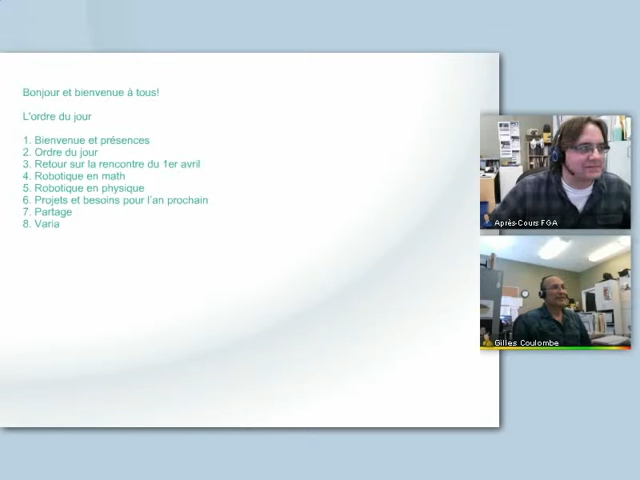 Bonjour et bienvenue à tous!
L'ordre du jour
1. Bienvenue et présences
2. Ordre du jour
3. Retour sur la rencontre du 1er avril
4. Robotique en math
5. Robotique en physique
6. Projets et besoins pour l'an prochain
7. Partage
8. Varia
Après-Cours FGA
Gilles Coulombe